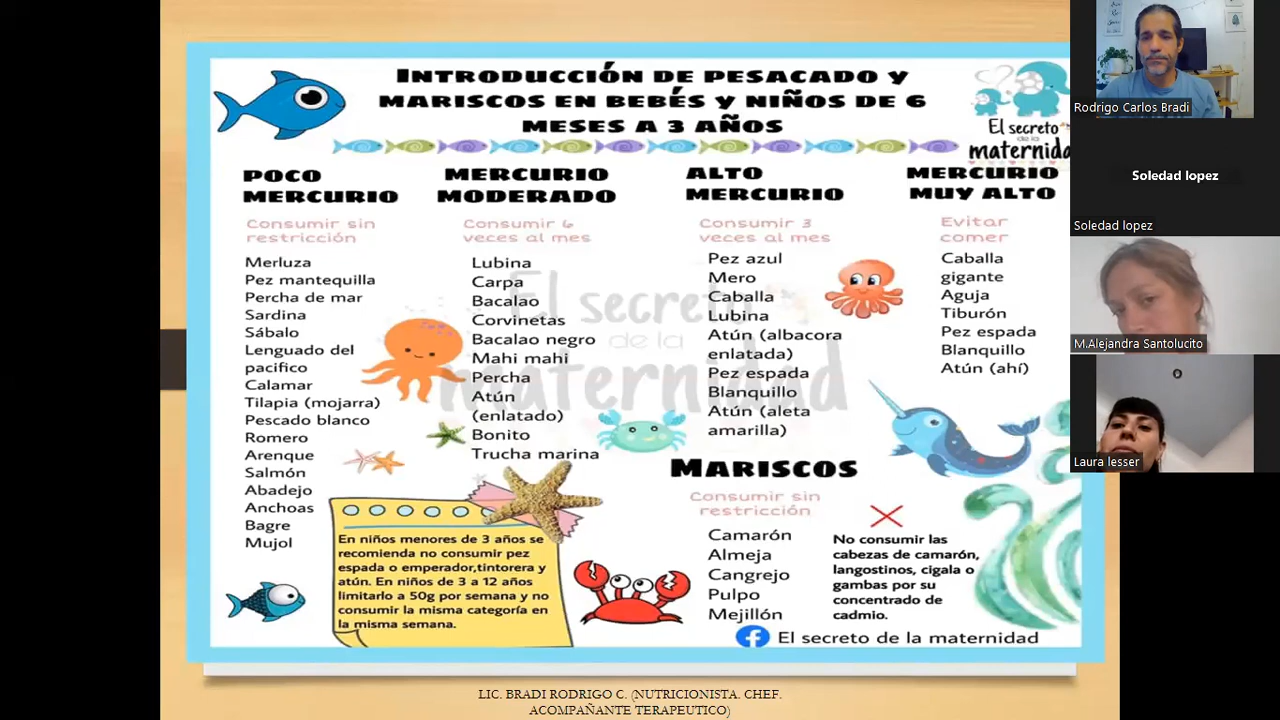 INTRODUCCIÓN DE PESACADO Y
MARISCOS EN BEBÉS Y NIÑOS DE 6
MESES A 3 AÑOS
El secreto
de la
maternida
POCO
MERCURIO
Consumir sin
restricción
Merluza
Pez mantequilla
Percha de mar
Sardina
Sábalo
Lenguado del
pacifico
Calamar
Tilapia (mojarra)
Pescado blanco
Romero
Arenque
Salmón
Abadejo
Anchoas
Bagre
Mujol
MERCURIO
MODERADO
Consumir 6
veces al mes
Lubina
Carpa
Bacalao
Corvinetas
Bacalao negro
Mahi mahi
Percha
Atún
(enlatado)
Bonito
Trucha marina
ALTO
MERCURIO
Consumir 3
veces al mes
Pez azul
Mero
Caballa
Lubina
Atún (albacora
enlatada)
Pez espada
Blanquillo
Atún (aleta
amarilla)
MERCURIO
MUY ALTO
Evitar
comer
Caballa
gigante
Aguja
Tiburón
Pez espada
Blanquillo
Atún (ahí)
El secreto
de la
maternidad
En niños menores de 3 años se
recomienda no consumir pez
espada o emperador,tintorera y
atún. En niños de 3 a 12 años
limitarlo a 50g por semana y no
consumir la misma categoría en
la misma semana.
MARISCOS
Consumir sin
restricción
Camarón
Almeja
Cangrejo
Pulpo
Mejillón
No consumir las
cabezas de camarón,
langostinos, cigala o
gambas por su
concentrado de
cadmio.
El secreto de la maternidad
LIC. BRADI RODRIGO C. (NUTRICIONISTA. CHEF.
ACOMPAÑANTE TERAPEUTICO)
Rodrigo Carlos Bradi
Soledad lopez
Soledad lopez
M.Alejandra Santolucito
Laura lesser